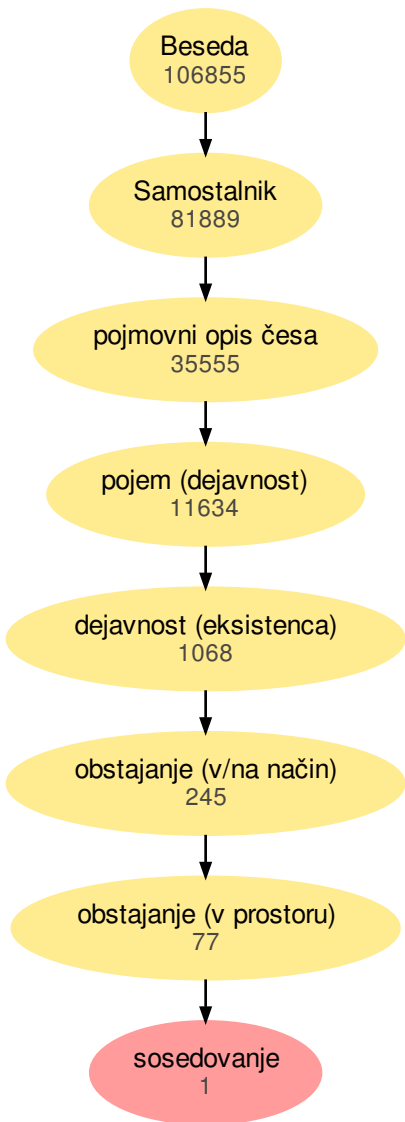 Beseda
106855
Samostalnik
81889
pojmovni opis česa
35555
pojem (dejavnost)
11634
dejavnost (eksistenca)
1068
obstajanje (v/na način)
245
obstajanje (v prostoru)
77
sosedovanje
1